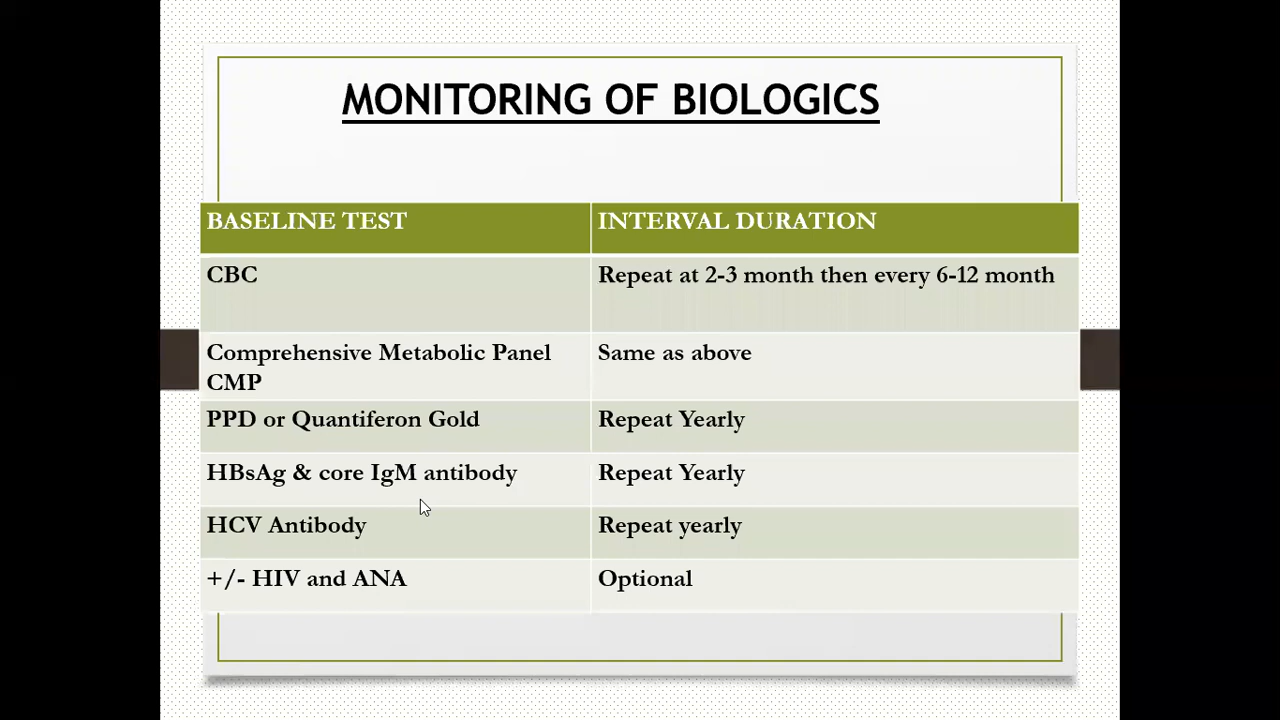 MONITORING OF BIOLOGICS
BASELINE TEST
INTERVAL DURATION
CBC
Repeat at 2-3 month then every 6-12 month
Comprehensive Metabolic Panel
CMP
Same as above
PPD or Quantiferon Gold
Repeat Yearly
HBsAg & core IgM antibody
Repeat Yearly
HCV Antibody
Repeat yearly
+/- HIV and ANA
Optional